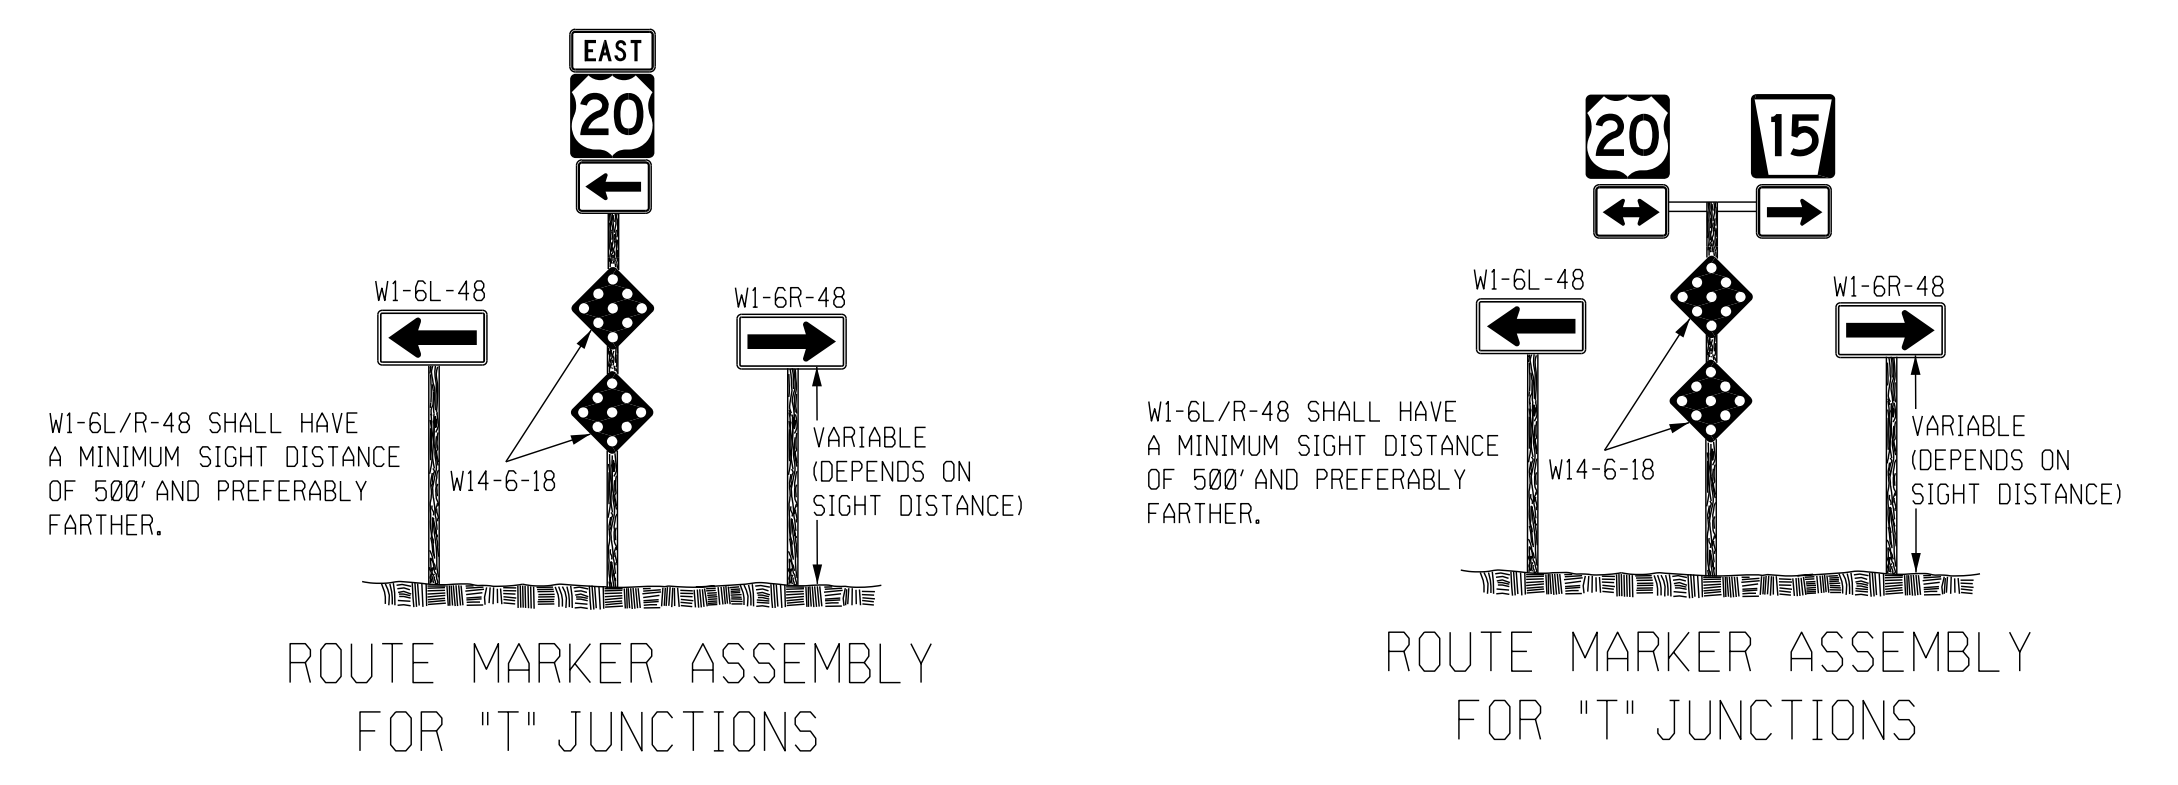 EAST
20
W1-6L-48
W1-6R-48
W1-6L/R-48 SHALL HAVE
A MINIMUM SIGHT DISTANCE
OF 500' AND PREFERABLY
FARTHER.
W14-6-18
VARIABLE
(DEPENDS ON
SIGHT DISTANCE)
ROUTE MARKER ASSEMBLY
FOR "T" JUNCTIONS
20
15
W1-6L-48
W1-6R-48
W1-6L/R-48 SHALL HAVE
A MINIMUM SIGHT DISTANCE
OF 500' AND PREFERABLY
FARTHER.
W14-6-18
VARIABLE
(DEPENDS ON
SIGHT DISTANCE)
ROUTE MARKER ASSEMBLY
FOR "T" JUNCTIONS